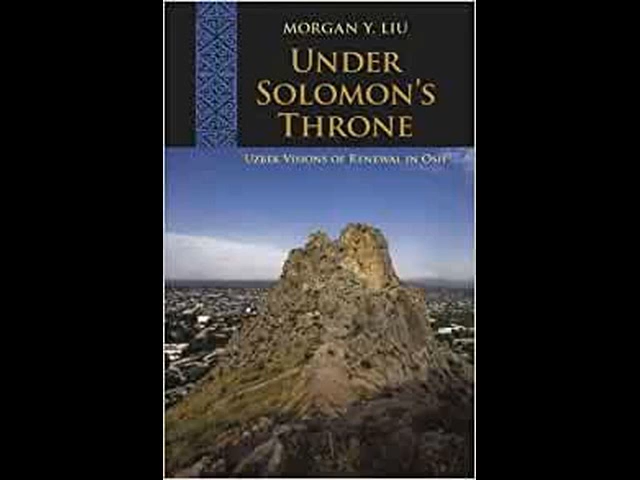 MORGAN Y. LIU
UNDER
SOLOMON'S
THRONE
UZBEK VISIONS OF RENEWAL IN OSH